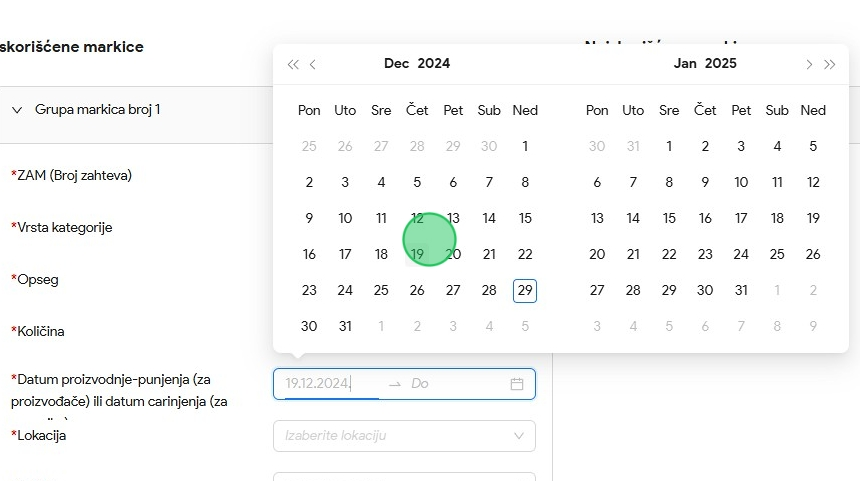 skorišćene markice
Dec 2024
Jan 2025
Grupa markica broj 1
Pon Uto Sre Čet Pet Sub Ned
Pon Uto Sre Čet Pet Sub Ned
25 26 27 28 29 30 1
30 31 1 2 3 4 5
2 3 4 5 6 7 8
6 7 8 9 10 11 12
9 10 11 12 13 14 15
13 14 15 16 17 18 19
16 17 18 19 20 21 22
20 21 22 23 24 25 26
23 24 25 26 27 28 29
27 28 29 30 31 1 2
30 31 1 2 3 4 5
3 4 5 6 7 8 9
*ZAM (Broj zahteva)
*Vrsta kategorije
*Opseg
*Količina
*Datum proizvodnje-punjenja (za
proizvođače) ili datum carinjenja (za
19.12.2024.
Do
*Lokacija
Izaberite lokaciju